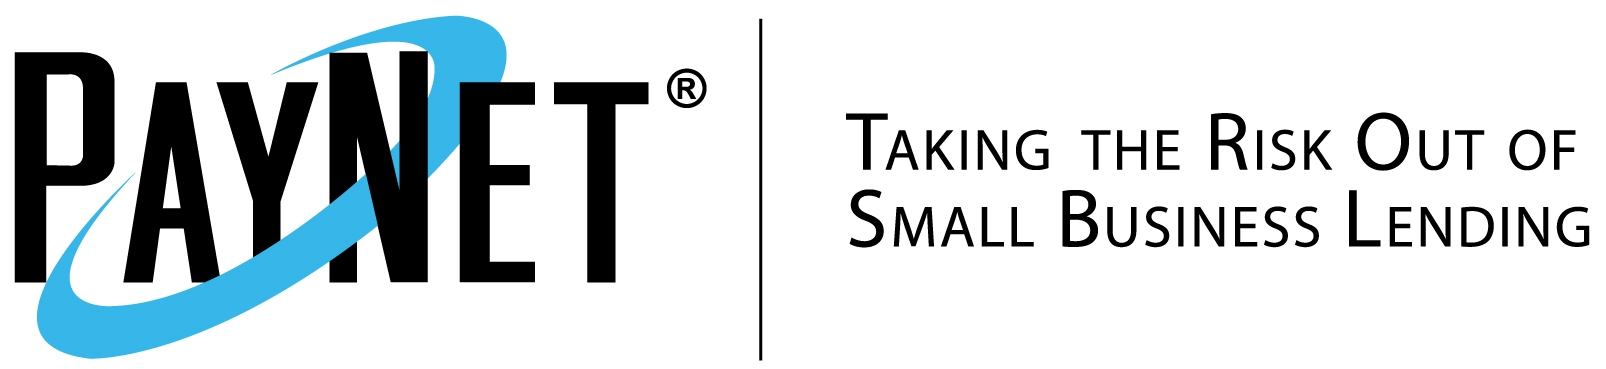 PAYNET®
TAKING THE RISK OUT OF
SMALL BUSINESS LENDING